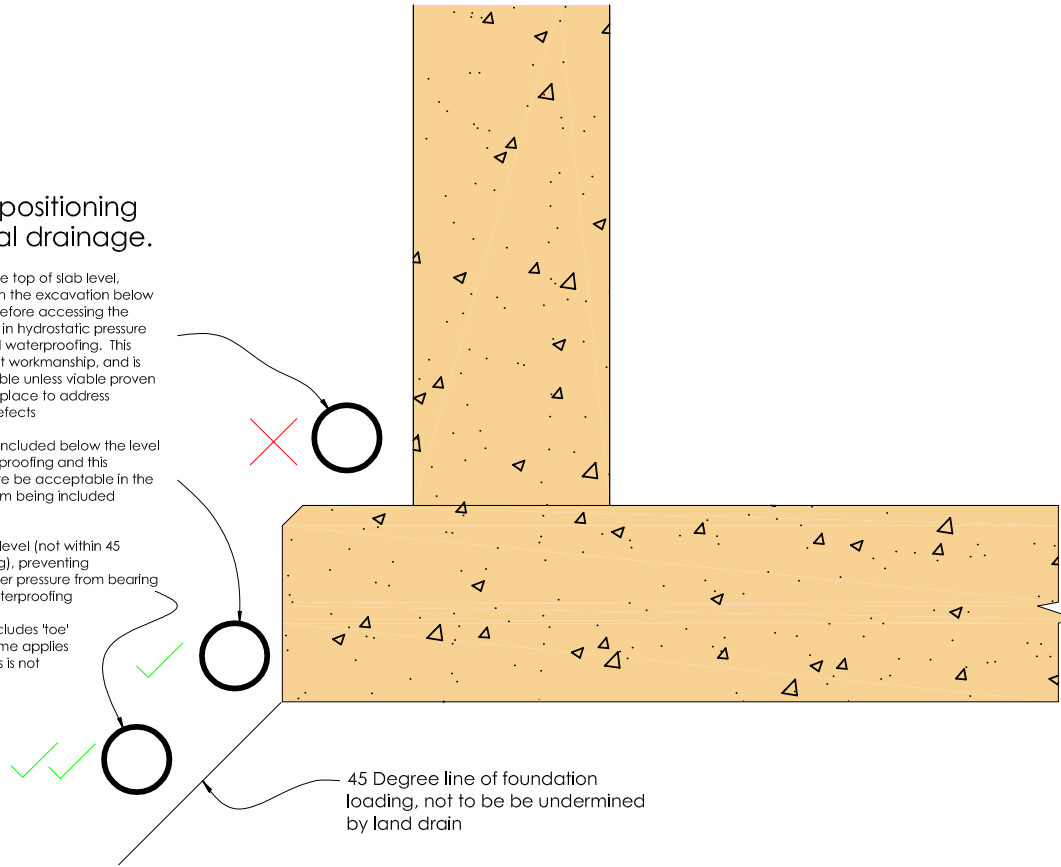 positioning
al drainage.
e top of slab level,
n the excavation below
efore accessing the
in hydrostatic pressure
d waterproofing. This
t workmanship, and is
ble unless viable proven
place to address
efects
ncluded below the level
proofing and this
re be acceptable in the
m being included
level (not within 45
g), preventing
er pressure from bearing
terproofing
cludes 'toe'
me applies
s is not
45 Degree line of foundation
loading, not to be be undermined
by land drain